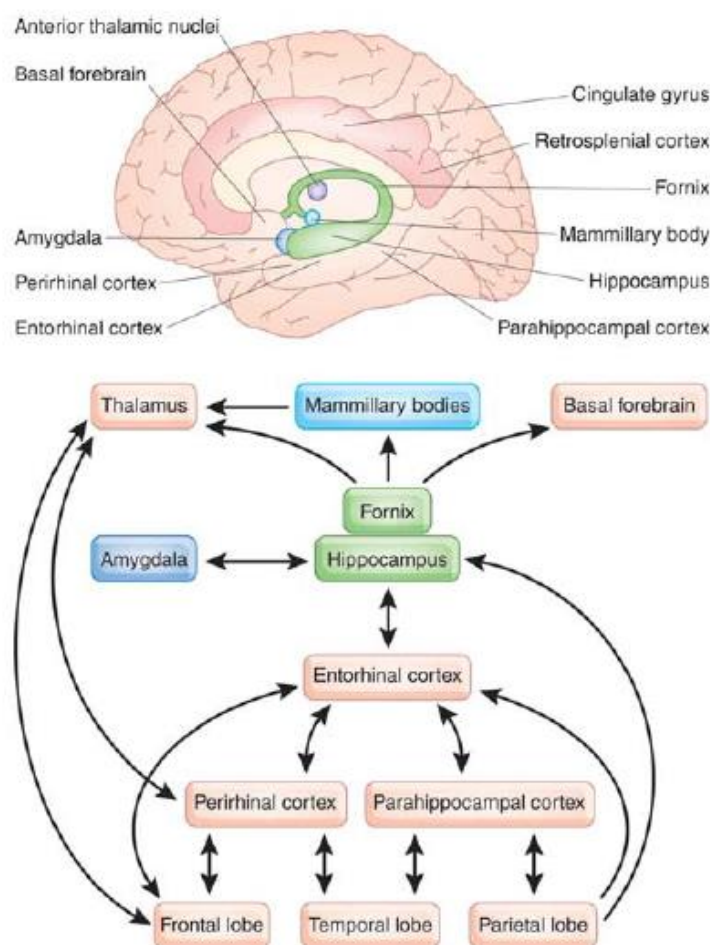 Anterior thalamic nuclei
Basal forebrain
Cingulate gyrus
Retrosplenial cortex
Fornix
Amygdala
Mammillary body
Perirhinal cortex
Hippocampus
Entorhinal cortex
Parahippocampal cortex
Thalamus
Mammillary bodies
Basal forebrain
Fornix
Amygdala
Hippocampus
Entorhinal cortex
Perirhinal cortex
Parahippocampal cortex
Frontal lobe
Temporal lobe
Parietal lobe